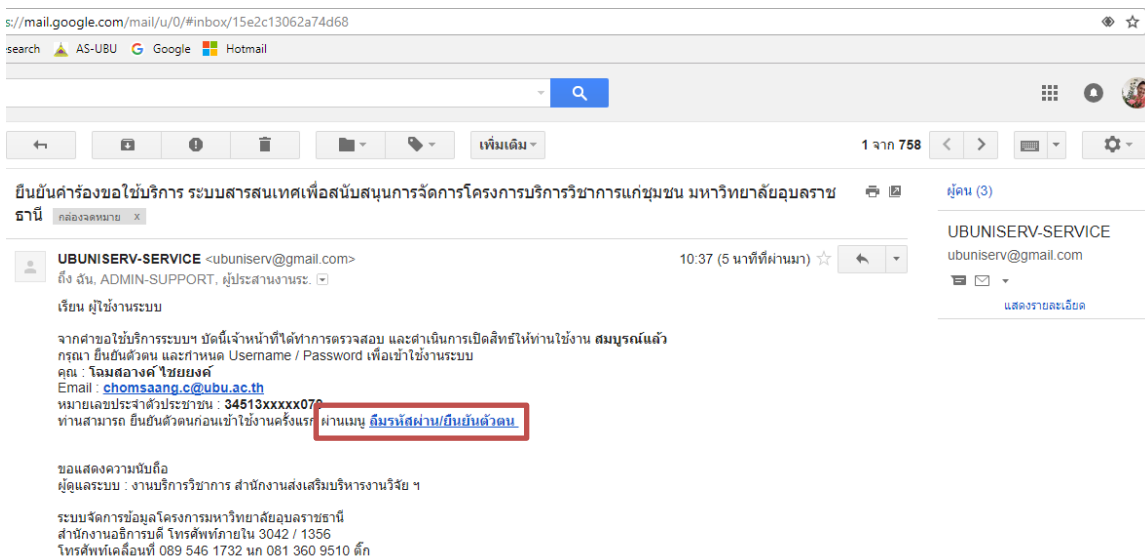 s://mail.google.com/mail/u/0/#inbox/15e2c13062a74d68
search AS-UBU Google Hotmail
เพิ่มเติม
1 จาก 758
ยืนยันคำร้องขอใช้บริการ ระบบสารสนเทศเพื่อสนับสนุนการจัดการโครงการบริการวิชาการแก่ชุมชน มหาวิทยาลัยอุบลราช
ธานี กล่องจดหมาย x
ผู้คน (3)
UBUNISERV-SERVICE
ubuniserv@gmail.com
แสดงรายละเอียด
UBUNISERV-SERVICE <ubuniserv@gmail.com> 10:37 (5 นาทีที่ผ่านมา)
ถึง ฉัน, ADMIN-SUPPORT, ผู้ประสานงานระ.
เรียน ผู้ใช้งานระบบ
จากคำขอใช้บริการระบบฯ บัดนี้เจ้าหน้าที่ได้ทำการตรวจสอบ และดำเนินการเปิดสิทธ์ให้ท่านใช้งาน สมบูรณ์แล้ว
กรุณา ยืนยันตัวตน และกำหนด Username / Password เพื่อเข้าใช้งานระบบ
คุณ : โฉมสอางค์ ไชยยงค์
Email : chomsaang.c@ubu.ac.th
หมายเลขประจำตัวประชาชน : 34513xxxxx070
ท่านสามารถ ยืนยันตัวตนก่อนเข้าใช้งานครั้งแรก ผ่านเมนู ลืมรหัสผ่าน/ยืนยันตัวตน
ขอแสดงความนับถือ
ผู้ดูแลระบบ : งานบริการวิชาการ สำนักงานส่งเสริมบริหารงานวิจัย ฯ
ระบบจัดการข้อมูลโครงการมหาวิทยาลัยอุบลราชธานี
สำนักงานอธิการบดี โทรศัพท์ภายใน 3042 / 1356
โทรศัพท์เคลื่อนที่ 089 546 1732 นก 081 360 9510 ติ๊ก